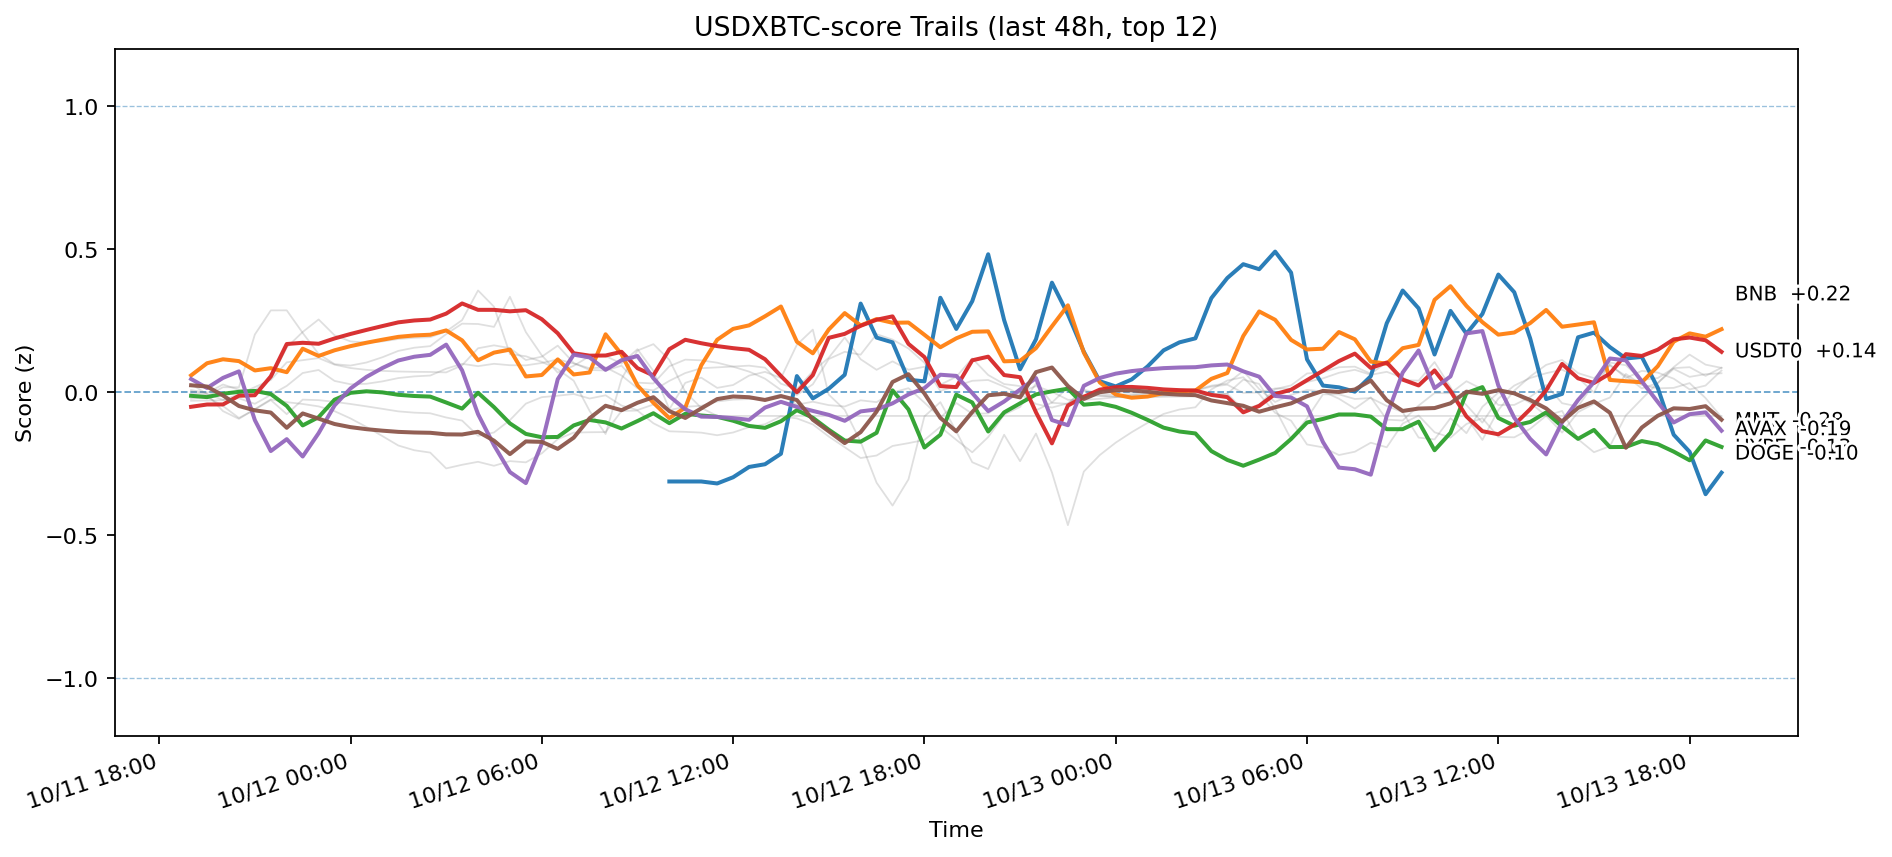 USDXBTC-score Trails (last 48h, top 12)
1.0
0.5
0.0
−0.5
−1.0
Score (z)
BNB +0.22
USDT0 +0.14
MNT -0.28
AVAX -0.19
DOGE -0.10
10/11 18:00
10/12 00:00
10/12 06:00
10/12 12:00
10/12 18:00
10/13 00:00
10/13 06:00
10/13 12:00
10/13 18:00
Time